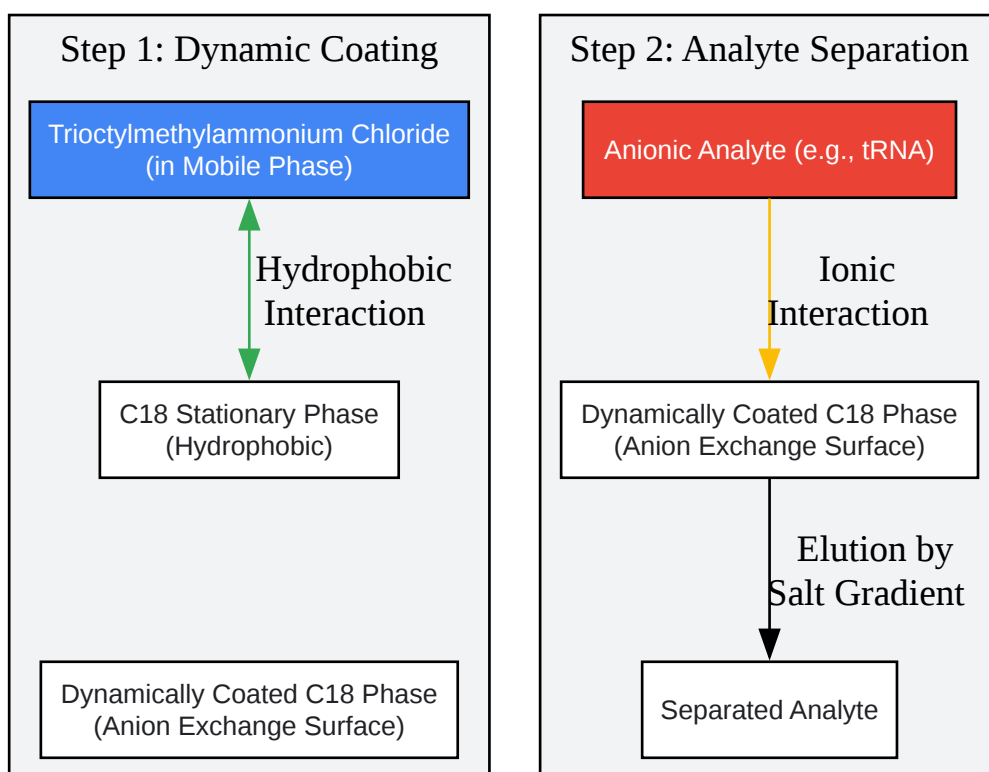 Step 1: Dynamic Coating
Trioctylmethylammonium Chloride
(in Mobile Phase)
Hydrophobic
Interaction
C18 Stationary Phase
(Hydrophobic)
Dynamically Coated C18 Phase
(Anion Exchange Surface)
Step 2: Analyte Separation
Anionic Analyte (e.g., tRNA)
Ionic
Interaction
Dynamically Coated C18 Phase
(Anion Exchange Surface)
Elution by
Salt Gradient
Separated Analyte